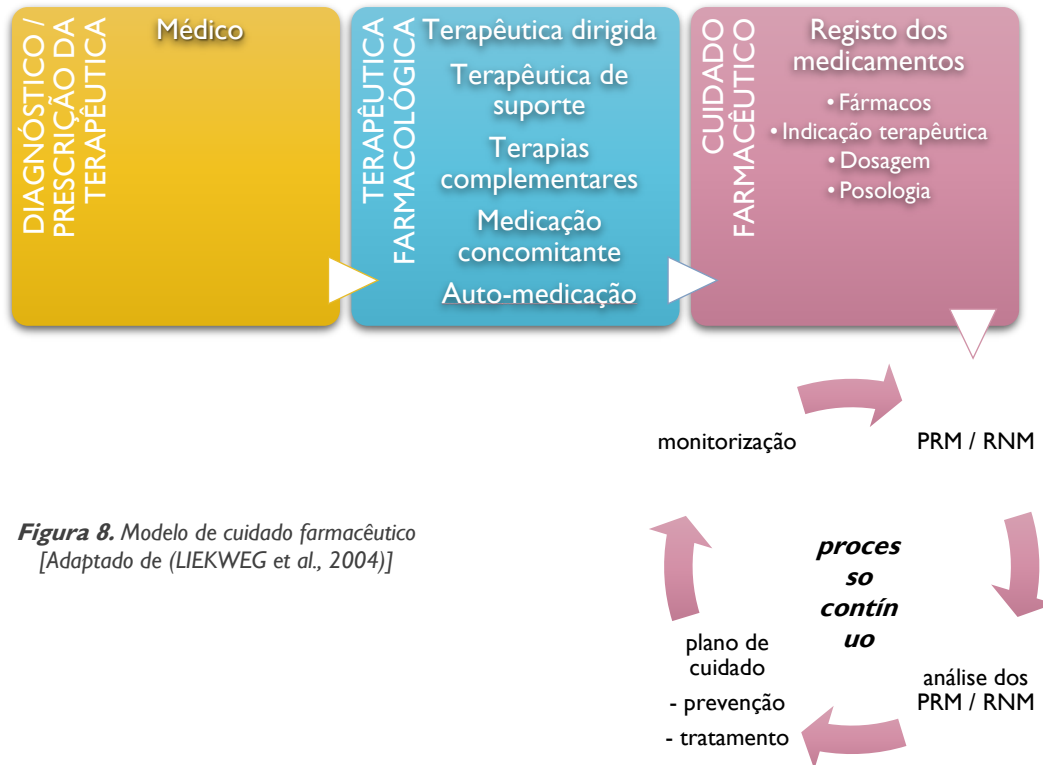 DIAGNÓSTICO /
PRESCRIÇÃO DA
TERAPÊUTICA
Médico
TERAPÊUTICA
FARMACOLÓGICA
Terapêutica dirigida
Terapêutica de
suporte
Terapias
complementares
Medicação
concomitante
Auto-medicação
CUIDADO
FARMACÊUTICO
Registo dos
medicamentos
• Fármacos
• Indicação terapêutica
• Dosagem
• Posologia
monitorização
PRM / RNM
Figura 8. Modelo de cuidado farmacêutico
[Adaptado de (LIEKWEG et al., 2004)]
proces
so
contín
uo
plano de
cuidado
- prevenção
- tratamento
análise dos
PRM / RNM